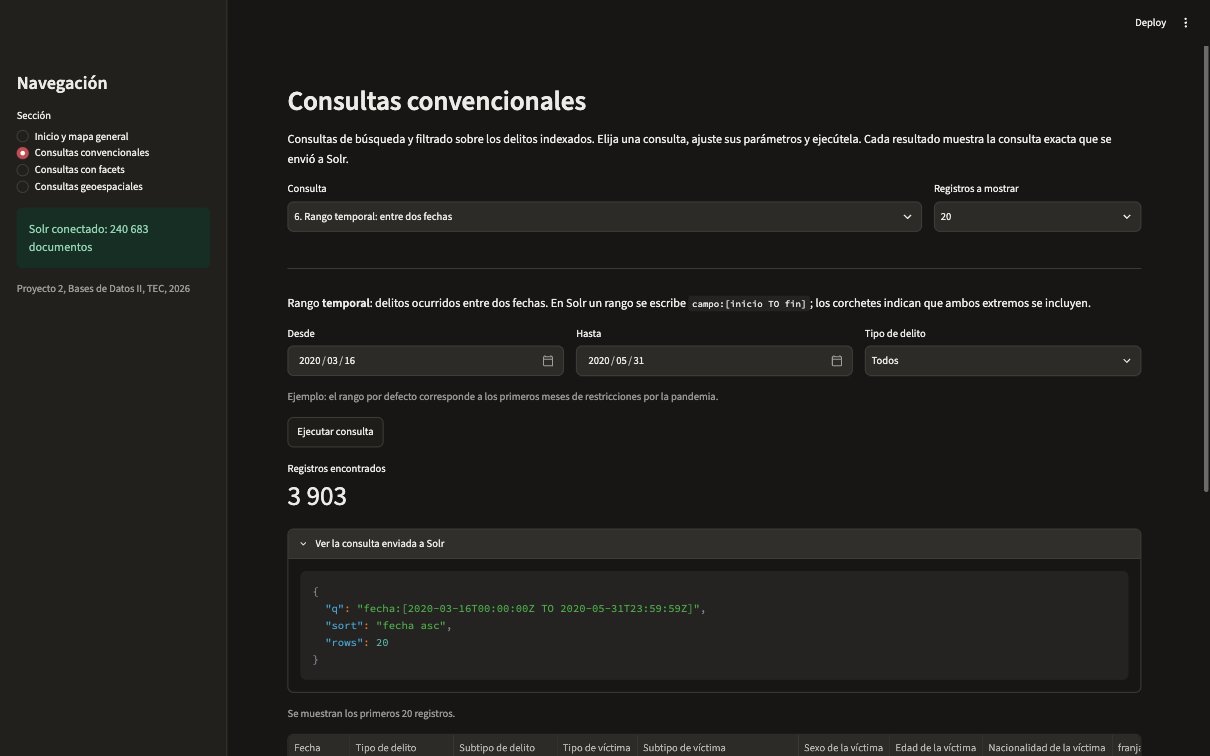 Deploy
Navegación
Sección
Inicio y mapa general
Consultas convencionales
Consultas con facets
Consultas geoespaciales
Solr conectado: 240 683
documentos
Proyecto 2, Bases de Datos II, TEC, 2026
Consultas convencionales
Consultas de búsqueda y filtrado sobre los delitos indexados. Elija una consulta, ajuste sus parámetros y ejecútela. Cada resultado muestra la consulta exacta que se
envió a Solr.
Consulta Registros a mostrar
6. Rango temporal: entre dos fechas 20
Rango temporal: delitos ocurridos entre dos fechas. En Solr un rango se escribe campo:[inicio TO fin] ; los corchetes indican que ambos extremos se incluyen.
Desde Hasta Tipo de delito
2020/03/16 2020/05/31 Todos
Ejemplo: el rango por defecto corresponde a los primeros meses de restricciones por la pandemia.
Ejecutar consulta
Registros encontrados
3 903
Ver la consulta enviada a Solr
{
"q": "fecha:[2020-03-16T00:00:00Z TO 2020-05-31T23:59:59Z]",
"sort": "fecha asc",
"rows": 20
}
Se muestran los primeros 20 registros.
Fecha Tipo de delito Subtipo de delito Tipo de víctima Subtipo de víctima Sexo de la víctima Edad de la víctima Nacionalidad de la víctima franja